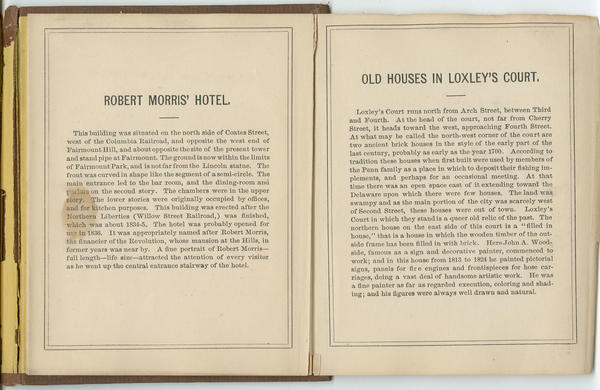 ROBERT MORRIS' HOTEL.
This building was situated on the north side of Coates Street,
west of the Columbia Railroad, and opposite the west end of
Fairmount Hill, and about opposite the site of the present tower
and stand pipe at Fairmount. The ground is now within the limits
of Fairmount Park, and is not far from the Lincoln statue. The
front was curved in shape like the segment of a semi-circle. The
main entrance led to the bar room, and the dining-room and
on the second story. The chambers were in the upper
story. The lower stories were originally occupied by offices,
and for kitchen purposes. This building was erected after the
Northern Liberties (Willow Street Railroad,) was finished,
which was about 1834-5. The hotel was probably opened for
in 1836. It was appropriately named after Robert Morris,
the financier of the Revolution, whose mansion at the Hills, in
former years was near by. A fine portrait of Robert Morris—
full length—life size—attracted the attention of every visitor
as he went up the central entrance stairway of the hotel.
OLD HOUSES IN LOXLEY'S COURT.
Loxley's Court runs north from Arch Street, between Third
and Fourth. At the head of the court, not far from Cherry
Street, it heads toward the west, approaching Fourth Street.
At what may be called the north-west corner of the court are
two ancient brick houses in the style of the early part of the
last century, probably as early as the year 1700. According to
tradition these houses when first built were used by members of
the Penn family as a place in which to deposit their fishing im-
plements, and perhaps for an occasional meeting. At that
time there was an open space east of it extending toward the
Delaware upon which there were few houses. The land was
swampy and as the main portion of the city was scarcely west
of Second Street, these houses were out of town. Loxley's
Court in which they stand is a queer old relic of the past. The
northern house on the east side of this court is a "filled in
house," that is a house in which the wooden timber of the out-
side frame has been filled in with brick. Here John A. Wood-
side, famous as a sign and decorative painter, commenced to
work; and in this house from 1813 to 1824 he painted pictorial
signs, panels for fire engines and frontispieces for hose car-
riages, doing a vast deal of handsome artistic work. He was
a fine painter as far as regarded execution, coloring and shad-
ing; and his figures were always well drawn and natural.